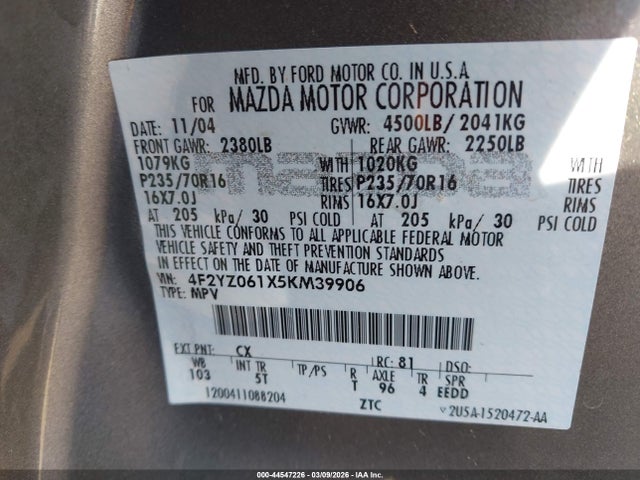 MFD. BY FORD MOTOR CO. IN U.S.A
FOR MAZDA MOTOR CORPORATION
DATE: 11/04 GVWR: 4500LB/ 2041KG
FRONT GAWR: 2380LB REAR GAWR: 2250LB
1079KG WITH 1020KG WITH
P235/70R16 TIRES P235/70R16 TIRES
16X7.0J RIMS 16X7.0J RIMS
AT 205 kPa/ 30 PSI COLD AT 205 kPa/ 30 PSI COLD
THIS VEHICLE CONFORMS TO ALL APPLICABLE FEDERAL MOTOR
VEHICLE SAFETY AND THEFT PREVENTION STANDARDS
IN EFFECT ON THE DATE OF MANUFACTURE SHOWN ABOVE.
VIN: 4F2YZ061X5KM39906
TYPE: MPV
EXT PNT: CX RC: 81 DSO:
WB INT TR TP/PS R AXLE TR SPR
103 5T T 96 4 EEDD
1200411088204 ZTC 2U5A-1520472-AA
000-44547226 | 03/09/2026 | IAA Inc.